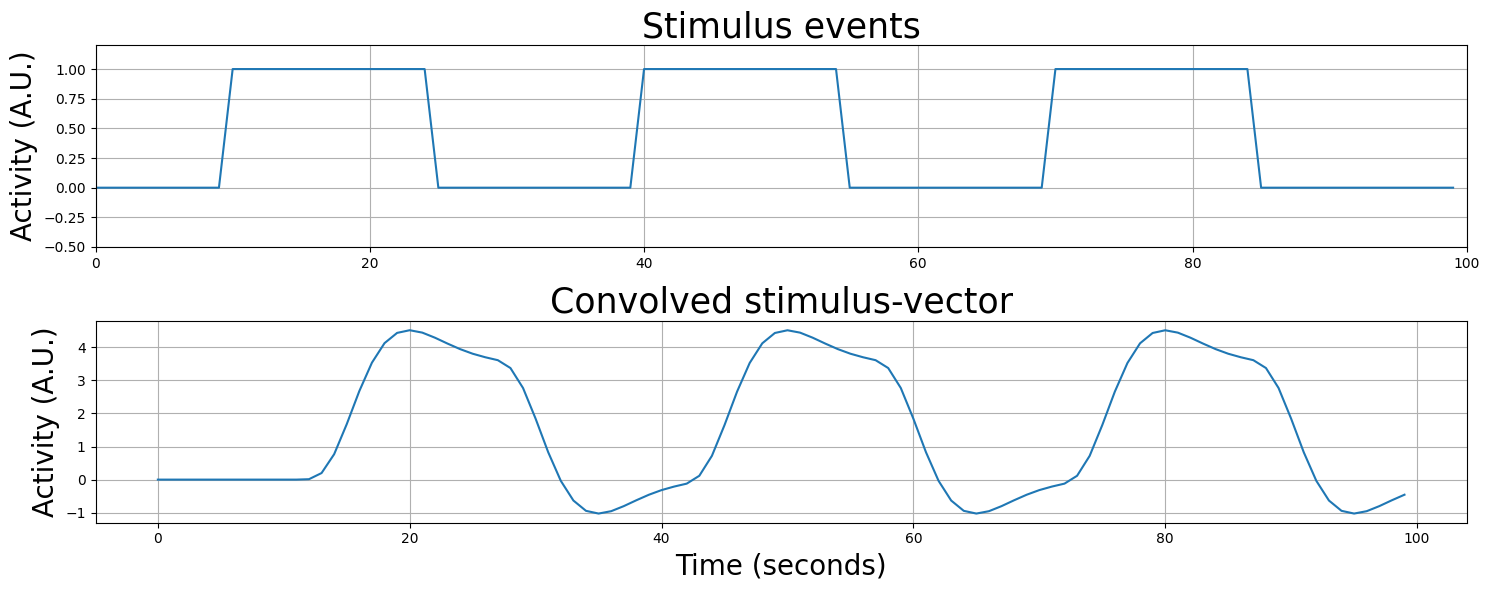 Stimulus events
Activity (A.U.)
1.00
0.75
0.50
0.25
0.00
−0.25
−0.50
0 20 40 60 80 100
Convolved stimulus-vector
Activity (A.U.)
4
3
2
1
0
−1
0 20 40 60 80 100
Time (seconds)